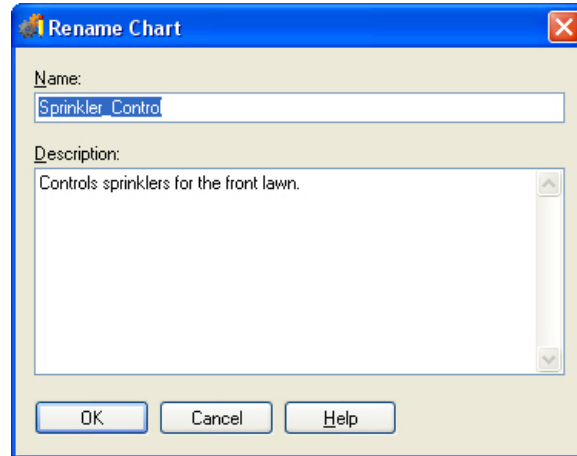 Rename Chart
Name:
Sprinkler_Control
Description:
Controls sprinklers for the front lawn.
OK
Cancel
Help